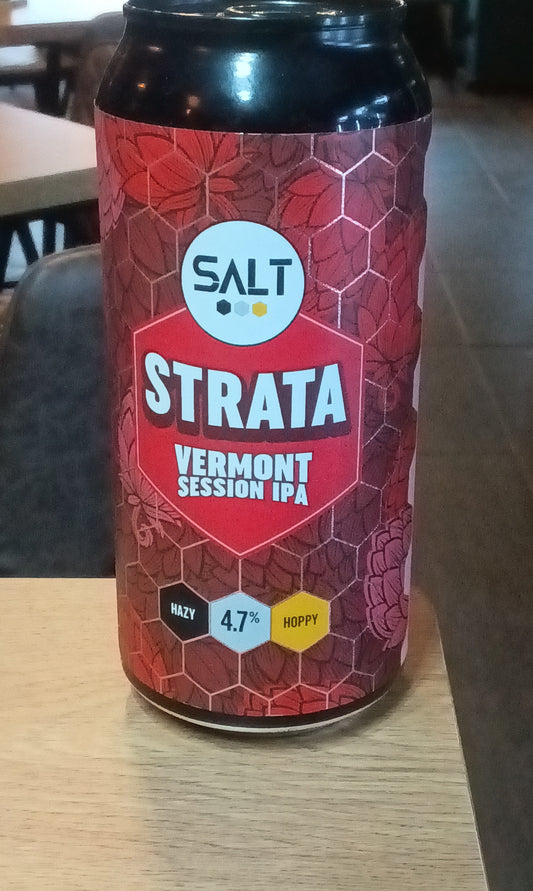 SALT
STRATA
VERMONT
SESSION IPA
HAZY 4.7% HOPPY